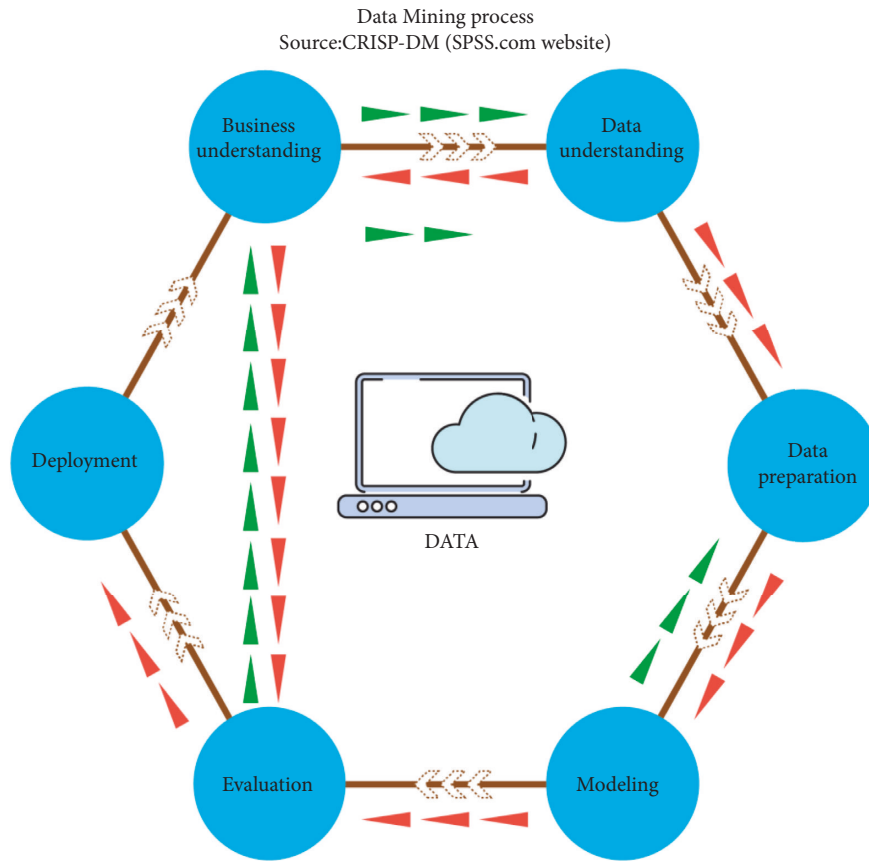 Data Mining process
Source:CRISP-DM (SPSS.com website)
Business
understanding
Data
understanding
Deployment
Data
preparation
DATA
Evaluation
Modeling